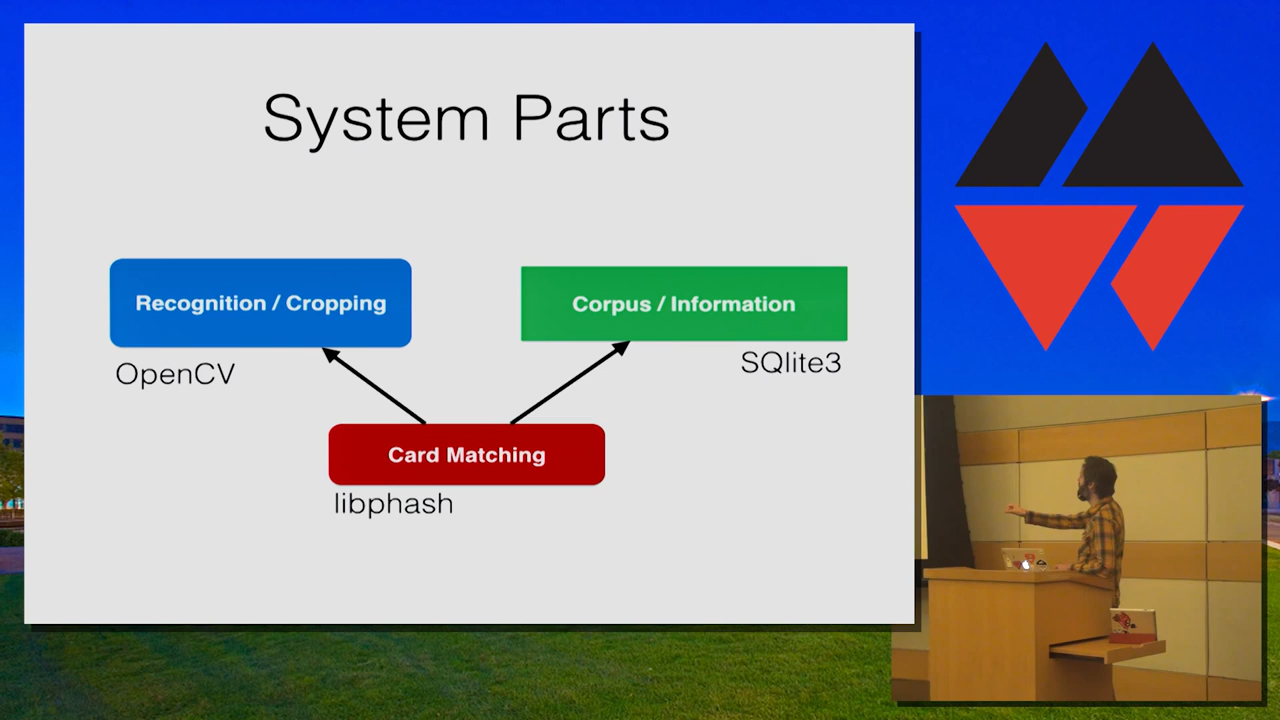 System Parts
Recognition / Cropping
Corpus / Information
OpenCV
SQlite3
Card Matching
libphash